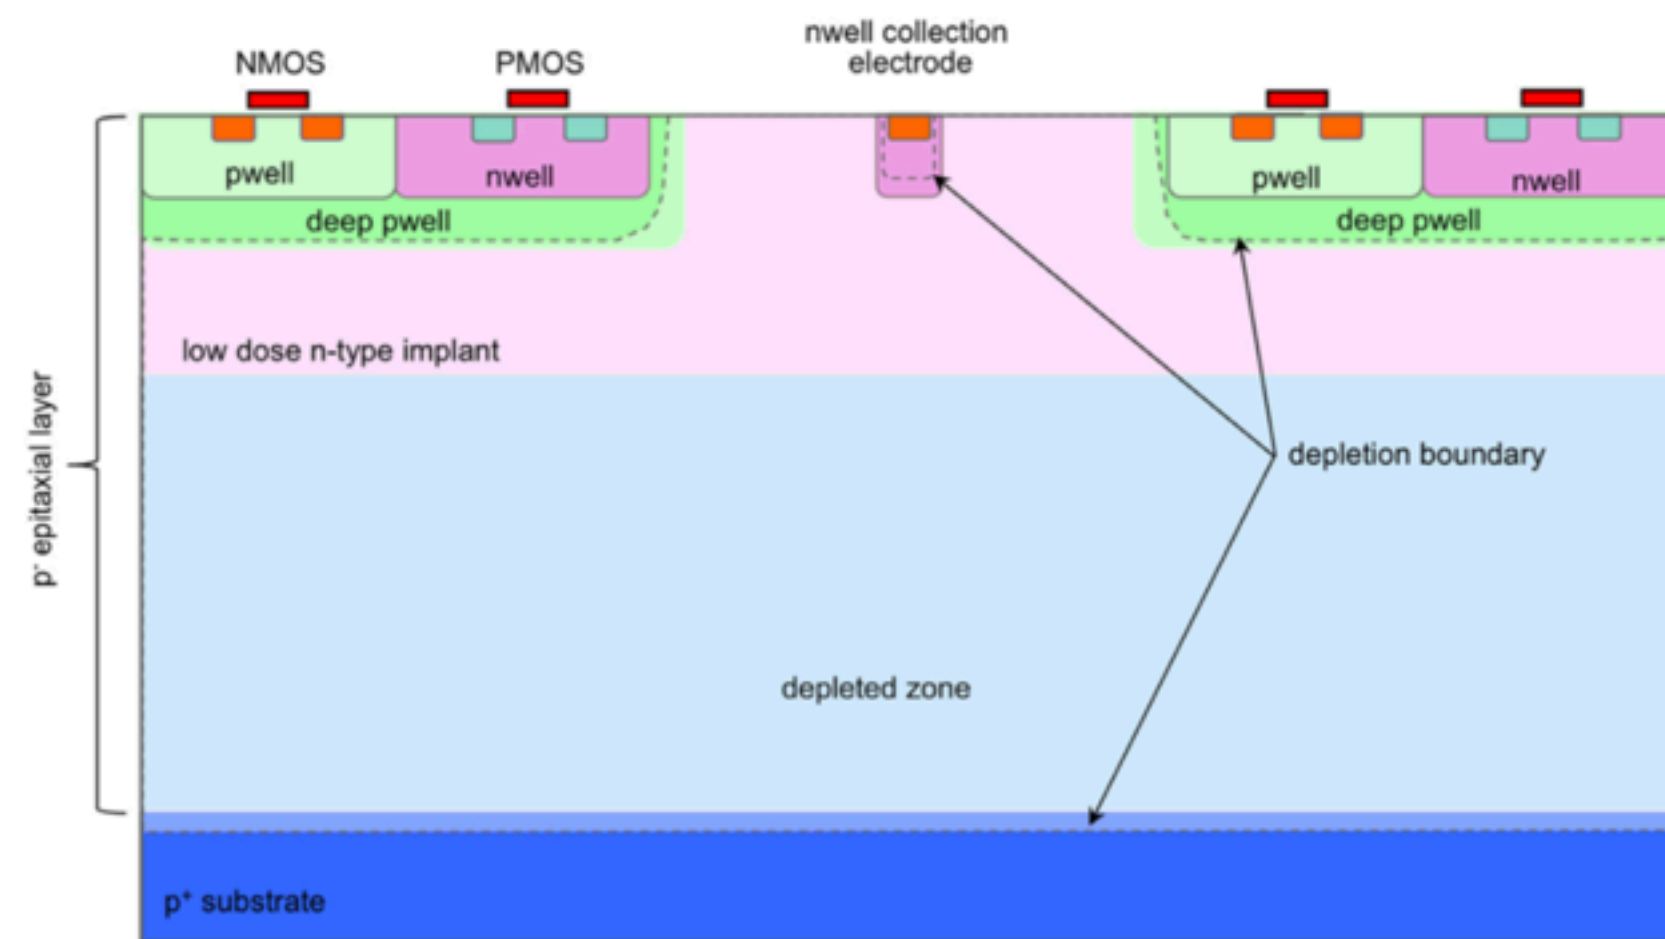 nwell collection
electrode
NMOS
PMOS
pwell
nwell
deep pwell
pwell
nwell
deep pwell
low dose n-type implant
p⁻ epitaxial layer
depletion boundary
depleted zone
p⁺ substrate